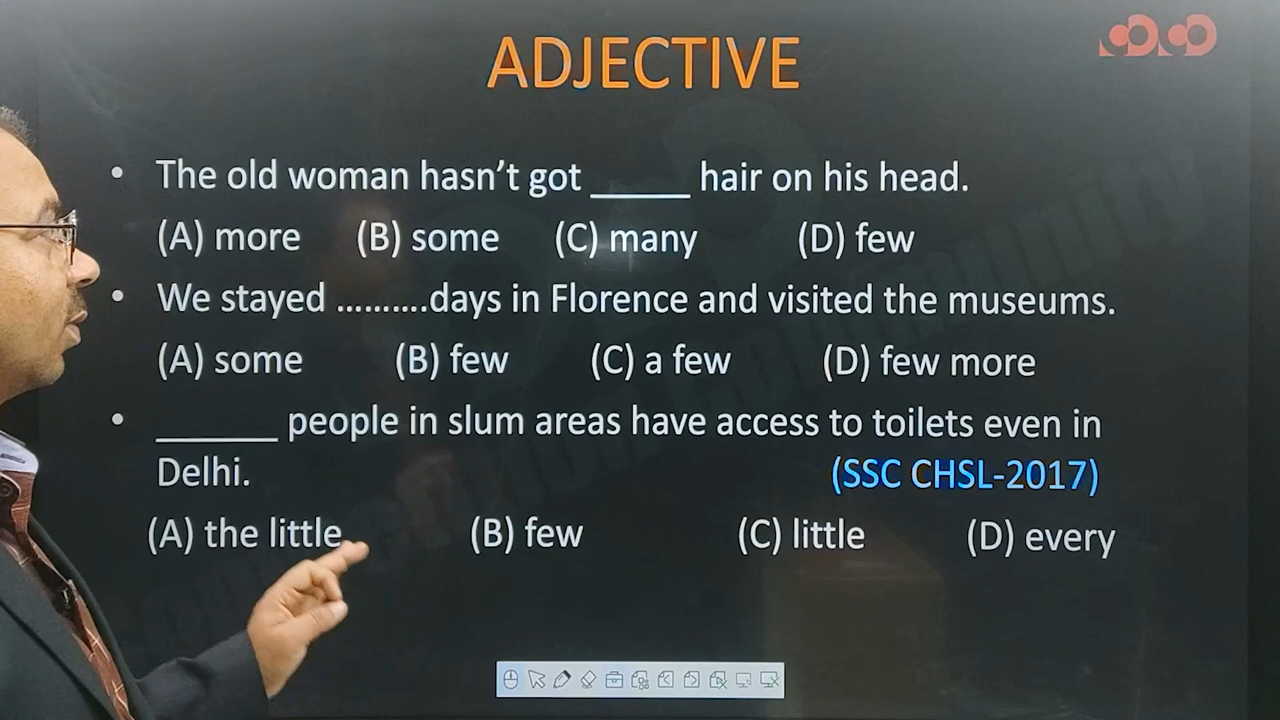 ADJECTIVE
• The old woman hasn't got ______ hair on his head.
(A) more (B) some (C) many (D) few
• We stayed ..........days in Florence and visited the museums.
(A) some (B) few (C) a few (D) few more
• _______ people in slum areas have access to toilets even in
Delhi. (SSC CHSL-2017)
(A) the little (B) few (C) little (D) every